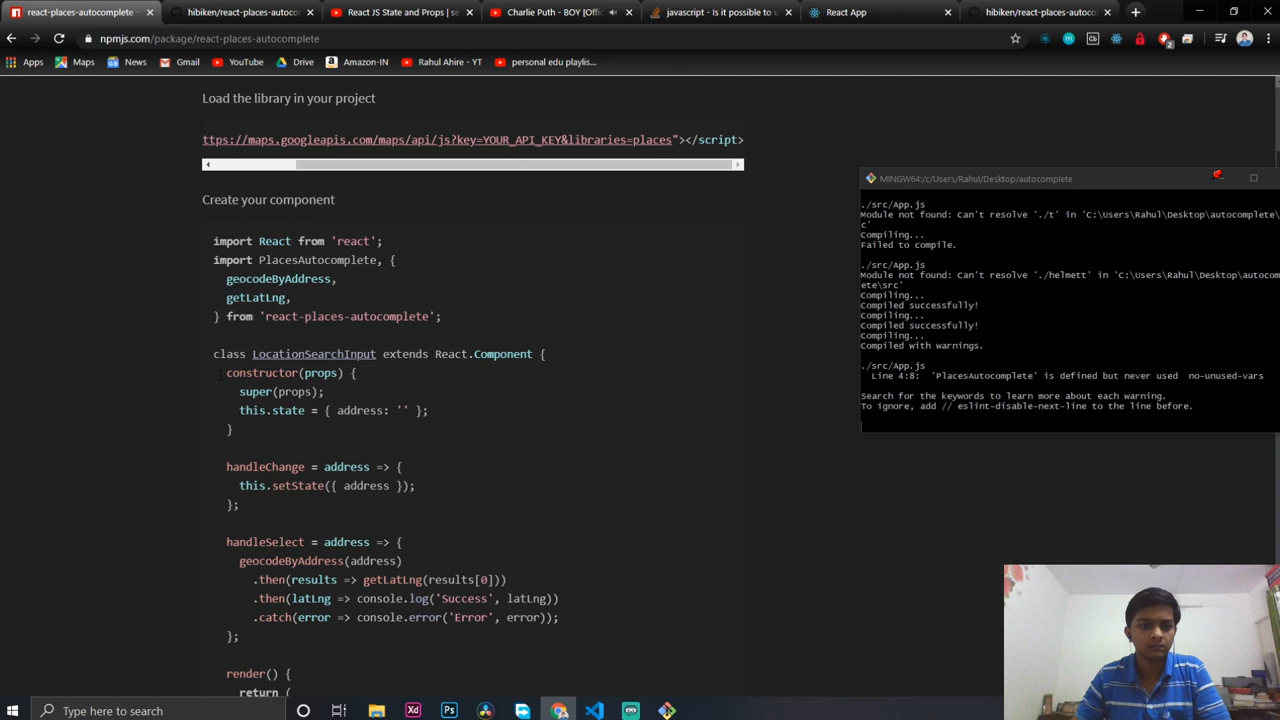 react-places-autocomplete
hibiken/react-places-autoco
React JS State and Props | se
Charlie Puth - BOY [Offi
javascript - Is it possible to u
React App
hibiken/react-places-autoco
npmjs.com/package/react-places-autocomplete
2
Apps
Maps
News
Gmail
YouTube
Drive
Amazon-IN
Rahul Ahire - YT
personal edu playlis...
Load the library in your project
ttps://maps.googleapis.com/maps/api/js?key=YOUR_API_KEY&libraries=places"></script>
Create your component
import React from 'react';
import PlacesAutocomplete, {
geocodeByAddress,
getLatLng,
} from 'react-places-autocomplete';
class LocationSearchInput extends React.Component {
constructor(props) {
super(props);
this.state = { address: '' };
}
handleChange = address => {
this.setState({ address });
};
handleSelect = address => {
geocodeByAddress(address)
.then(results => getLatLng(results[0]))
.then(latLng => console.log('Success', latLng))
.catch(error => console.error('Error', error));
};
render() {
return (
MINGW64:/c/Users/Rahul/Desktop/autocomplete
./src/App.js
Module not found: Can't resolve './t' in 'C:\Users\Rahul\Desktop\autocomplete\
c'
Compiling...
Failed to compile.
./src/App.js
Module not found: Can't resolve './helmett' in 'C:\Users\Rahul\Desktop\autocom
ete\src'
Compiling...
Compiled successfully!
Compiling...
Compiled successfully!
Compiling...
Compiled with warnings.
./src/App.js
Line 4:8: 'PlacesAutocomplete' is defined but never used no-unused-vars
Search for the keywords to learn more about each warning.
To ignore, add // eslint-disable-next-line to the line before.
Type here to search
Xd
Ps